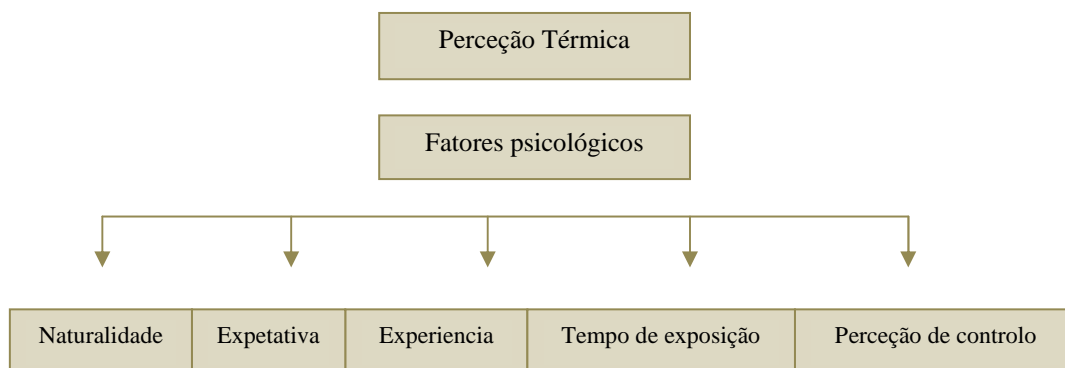 Perceção Térmica
Fatores psicológicos
Naturalidade
Expetativa
Experiencia
Tempo de exposição
Perceção de controlo